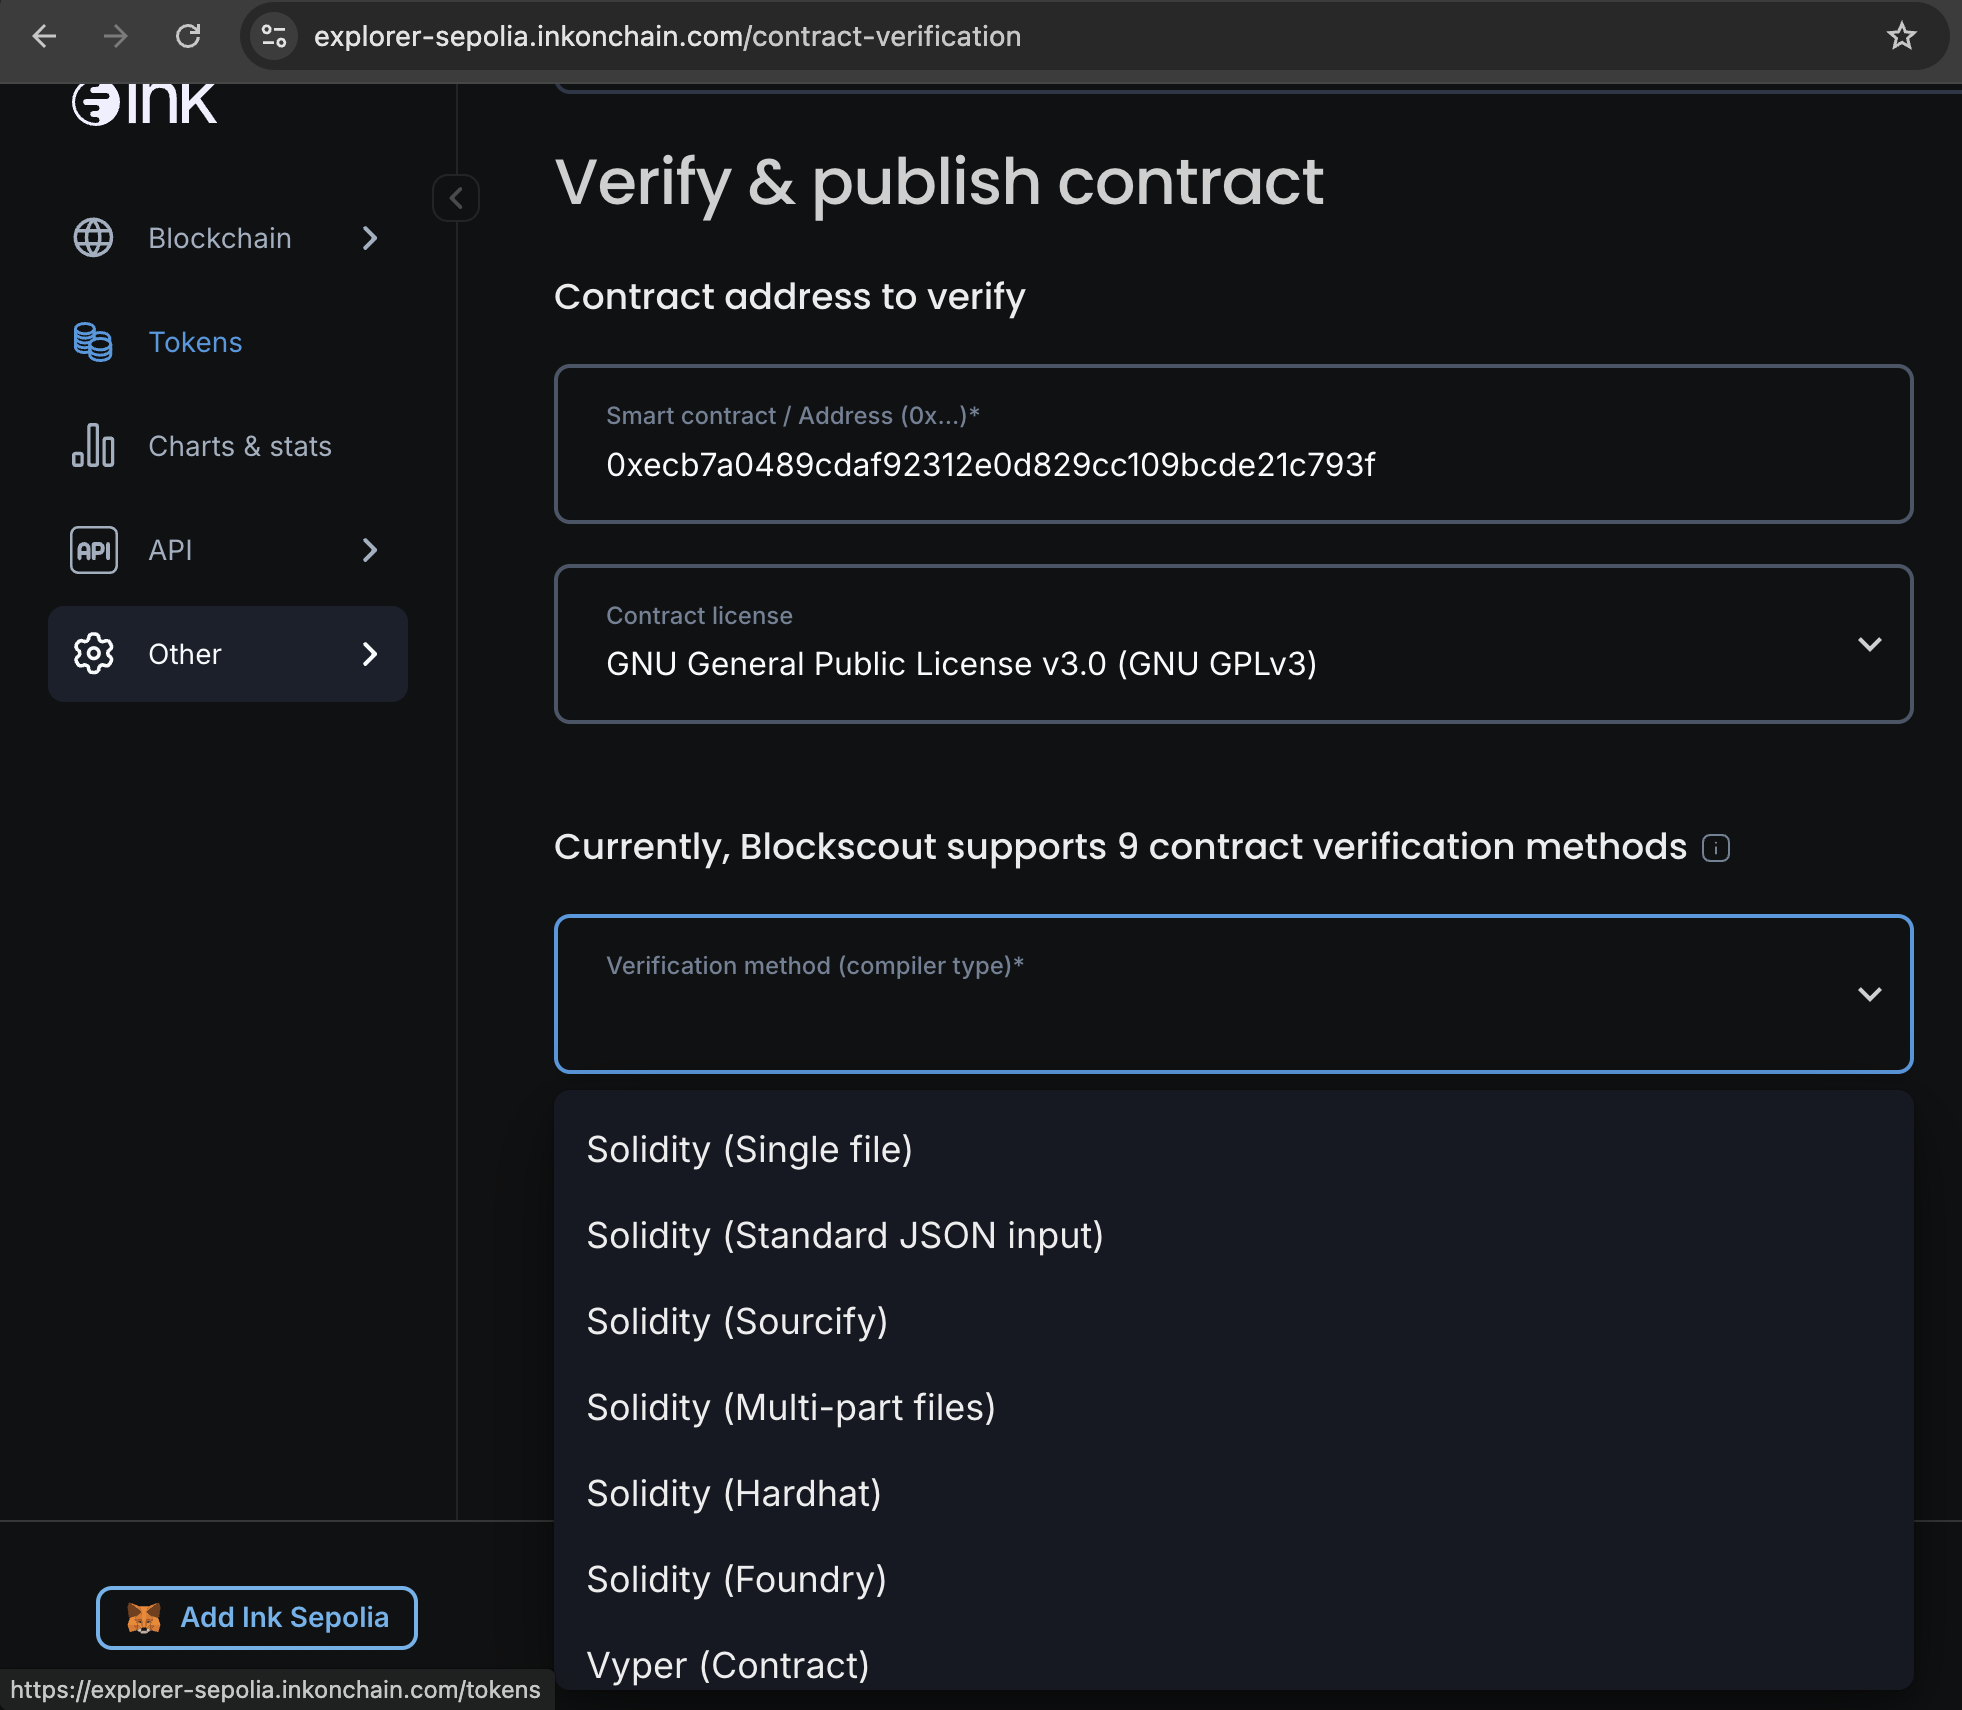 explorer-sepolia.inkonchain.com/contract-verification
ink
Blockchain
Tokens
Charts & stats
API
API
Other
Verify & publish contract
Contract address to verify
Smart contract / Address (0x...)*
0xecb7a0489cdaf92312e0d829cc109bcde21c793f
Contract license
GNU General Public License v3.0 (GNU GPLv3)
Currently, Blockscout supports 9 contract verification methods
Verification method (compiler type)*
Solidity (Single file)
Solidity (Standard JSON input)
Solidity (Sourcify)
Solidity (Multi-part files)
Solidity (Hardhat)
Solidity (Foundry)
Vyper (Contract)
Add Ink Sepolia
https://explorer-sepolia.inkonchain.com/tokens